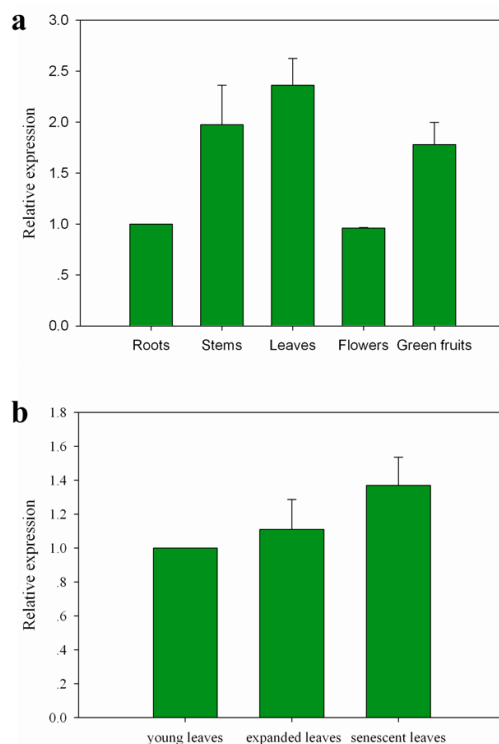 a
3.0
2.5
2.0
1.5
1.0
.5
0.0
Relative expression
Roots Stems Leaves Flowers Green fruits
b
1.8
1.6
1.4
1.2
1.0
.8
.6
.4
.2
0.0
Relative expression
young leaves expanded leaves senescent leaves